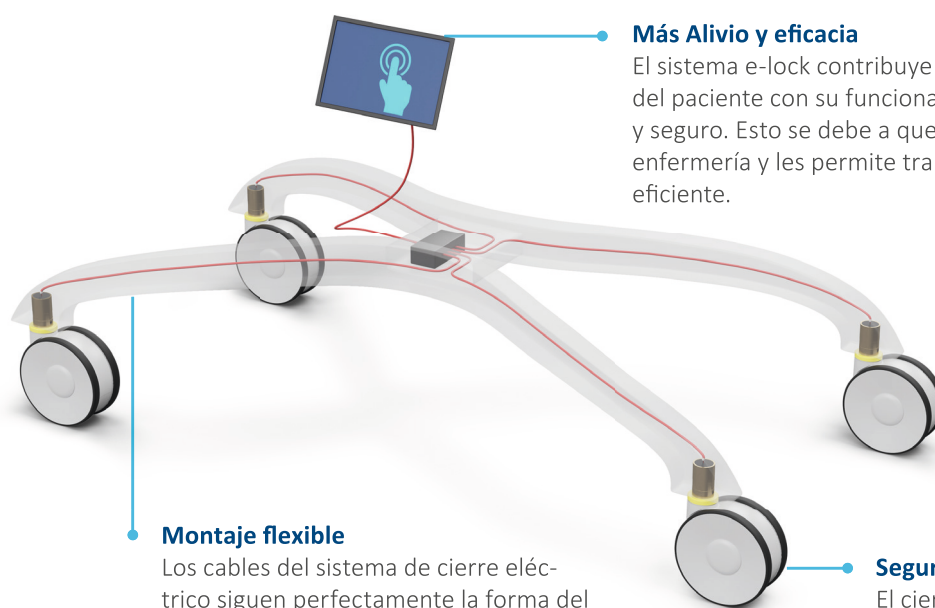 Más Alivio y eficacia
El sistema e-lock contribuye
del paciente con su funciona
y seguro. Esto se debe a que
enfermería y les permite tra
eficiente.
Montaje flexible
Los cables del sistema de cierre eléc-
trico siguen perfectamente la forma del
Segur
El cier